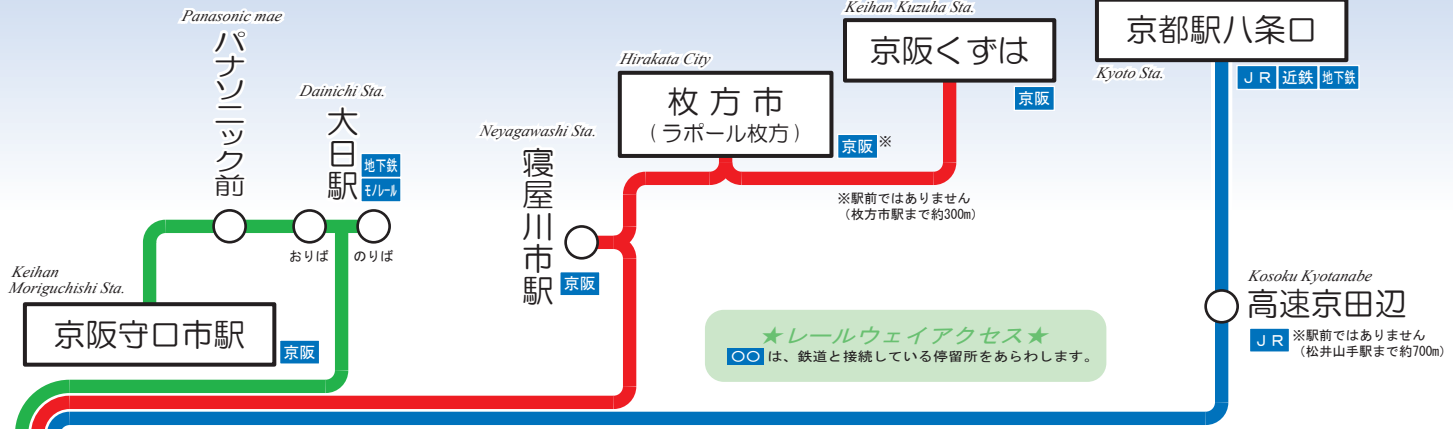 Panasonic mae
パナソニック前
Dainichi Sta.
大日駅
地下鉄
モノレール
おりば
のりば
Keihan
Moriguchishi Sta.
京阪守口市駅
京阪
Neyagawashi Sta.
寝屋川市駅
京阪
Hirakata City
枚方市
(ラポール枚方)
京阪※
Keihan Kuzuha Sta.
京阪くずは
京阪
※駅前ではありません
(枚方市駅まで約300m)
京都駅八条口
Kyoto Sta.
JR 近鉄 地下鉄
Kosoku Kyotanabe
高速京田辺
JR
※駅前ではありません
(松井山手駅まで約700m)
★レールウェイアクセス★
○○は、鉄道と接続している停留所をあらわします。